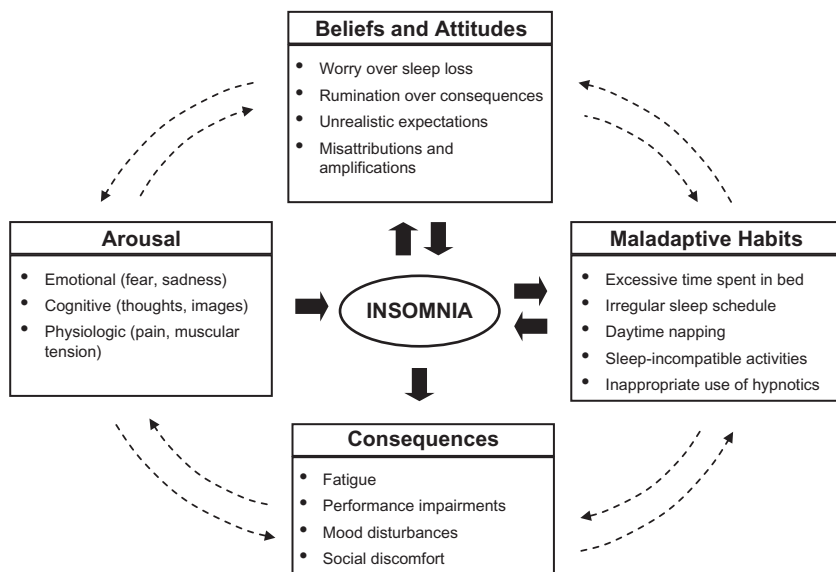 Beliefs and Attitudes
• Worry over sleep loss
• Rumination over consequences
• Unrealistic expectations
• Misattributions and
amplifications
Arousal
• Emotional (fear, sadness)
• Cognitive (thoughts, images)
• Physiologic (pain, muscular
tension)
INSOMNIA
Maladaptive Habits
• Excessive time spent in bed
• Irregular sleep schedule
• Daytime napping
• Sleep-incompatible activities
• Inappropriate use of hypnotics
Consequences
• Fatigue
• Performance impairments
• Mood disturbances
• Social discomfort